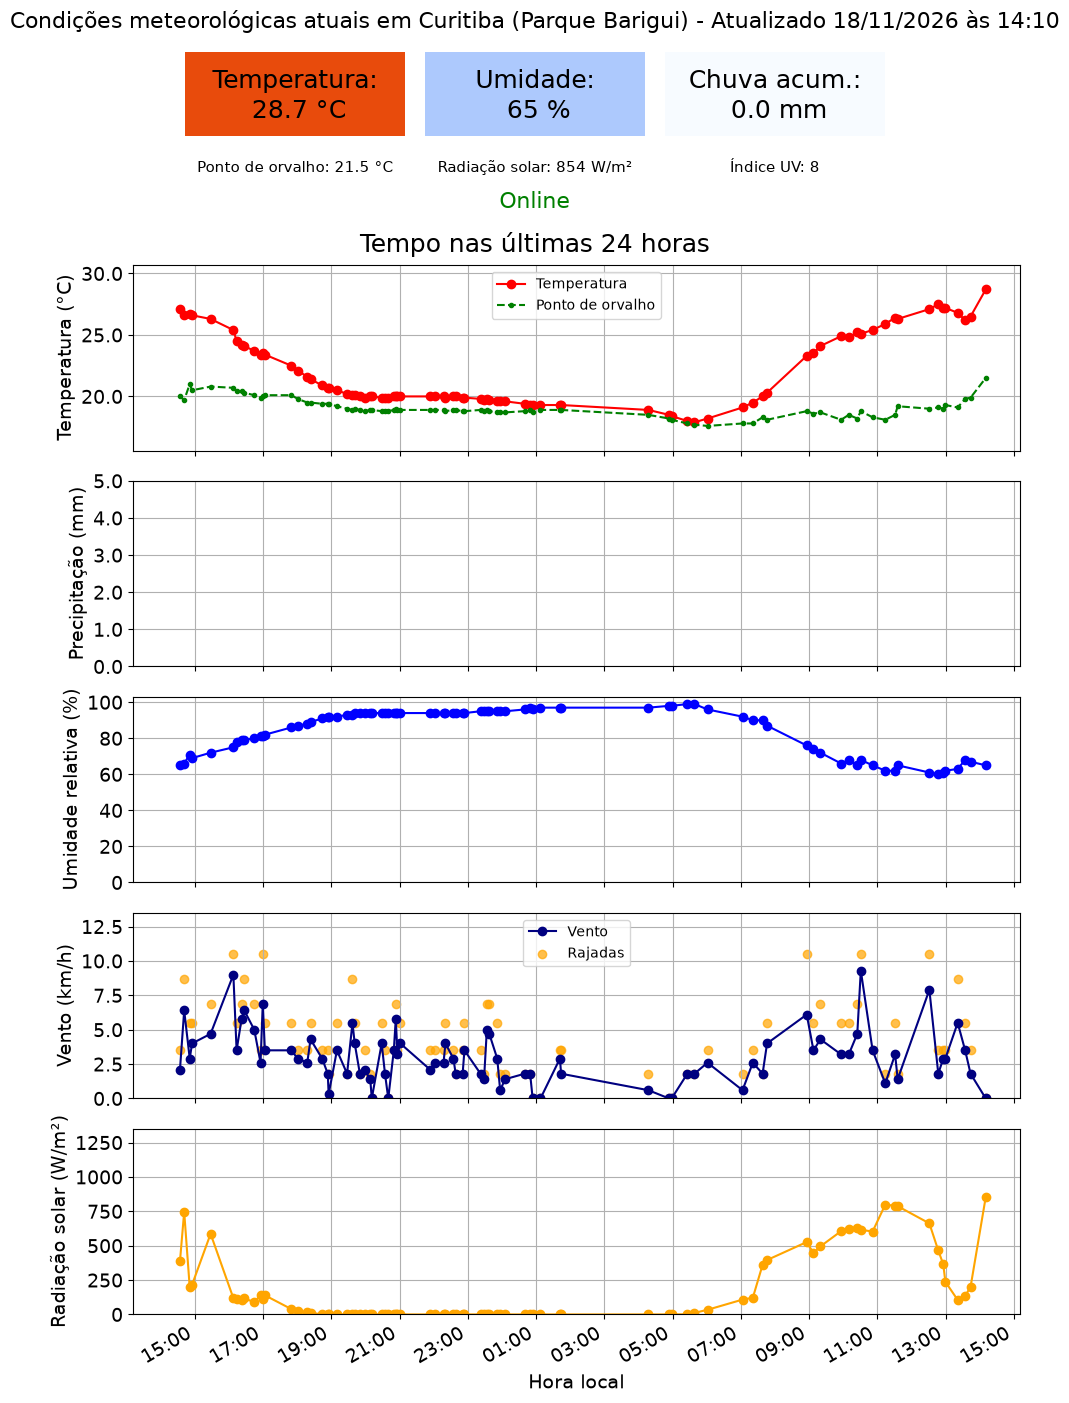 Condições meteorológicas atuais em Curitiba (Parque Barigui) - Atualizado 18/11/2026 às 14:10
Temperatura:
28.7 °C
Umidade:
65 %
Chuva acum.:
0.0 mm
Ponto de orvalho: 21.5 °C
Radiação solar: 854 W/m²
Índice UV: 8
Online
Tempo nas últimas 24 horas
Temperatura (°C)
30.0
25.0
20.0
Temperatura
Ponto de orvalho
Precipitação (mm)
5.0
4.0
3.0
2.0
1.0
0.0
Umidade relativa (%)
100
80
60
40
20
0
Vento (km/h)
12.5
10.0
7.5
5.0
2.5
0.0
Vento
Rajadas
Radiação solar (W/m²)
1250
1000
750
500
250
0
15:00
17:00
19:00
21:00
23:00
01:00
03:00
05:00
07:00
09:00
11:00
13:00
15:00
Hora local